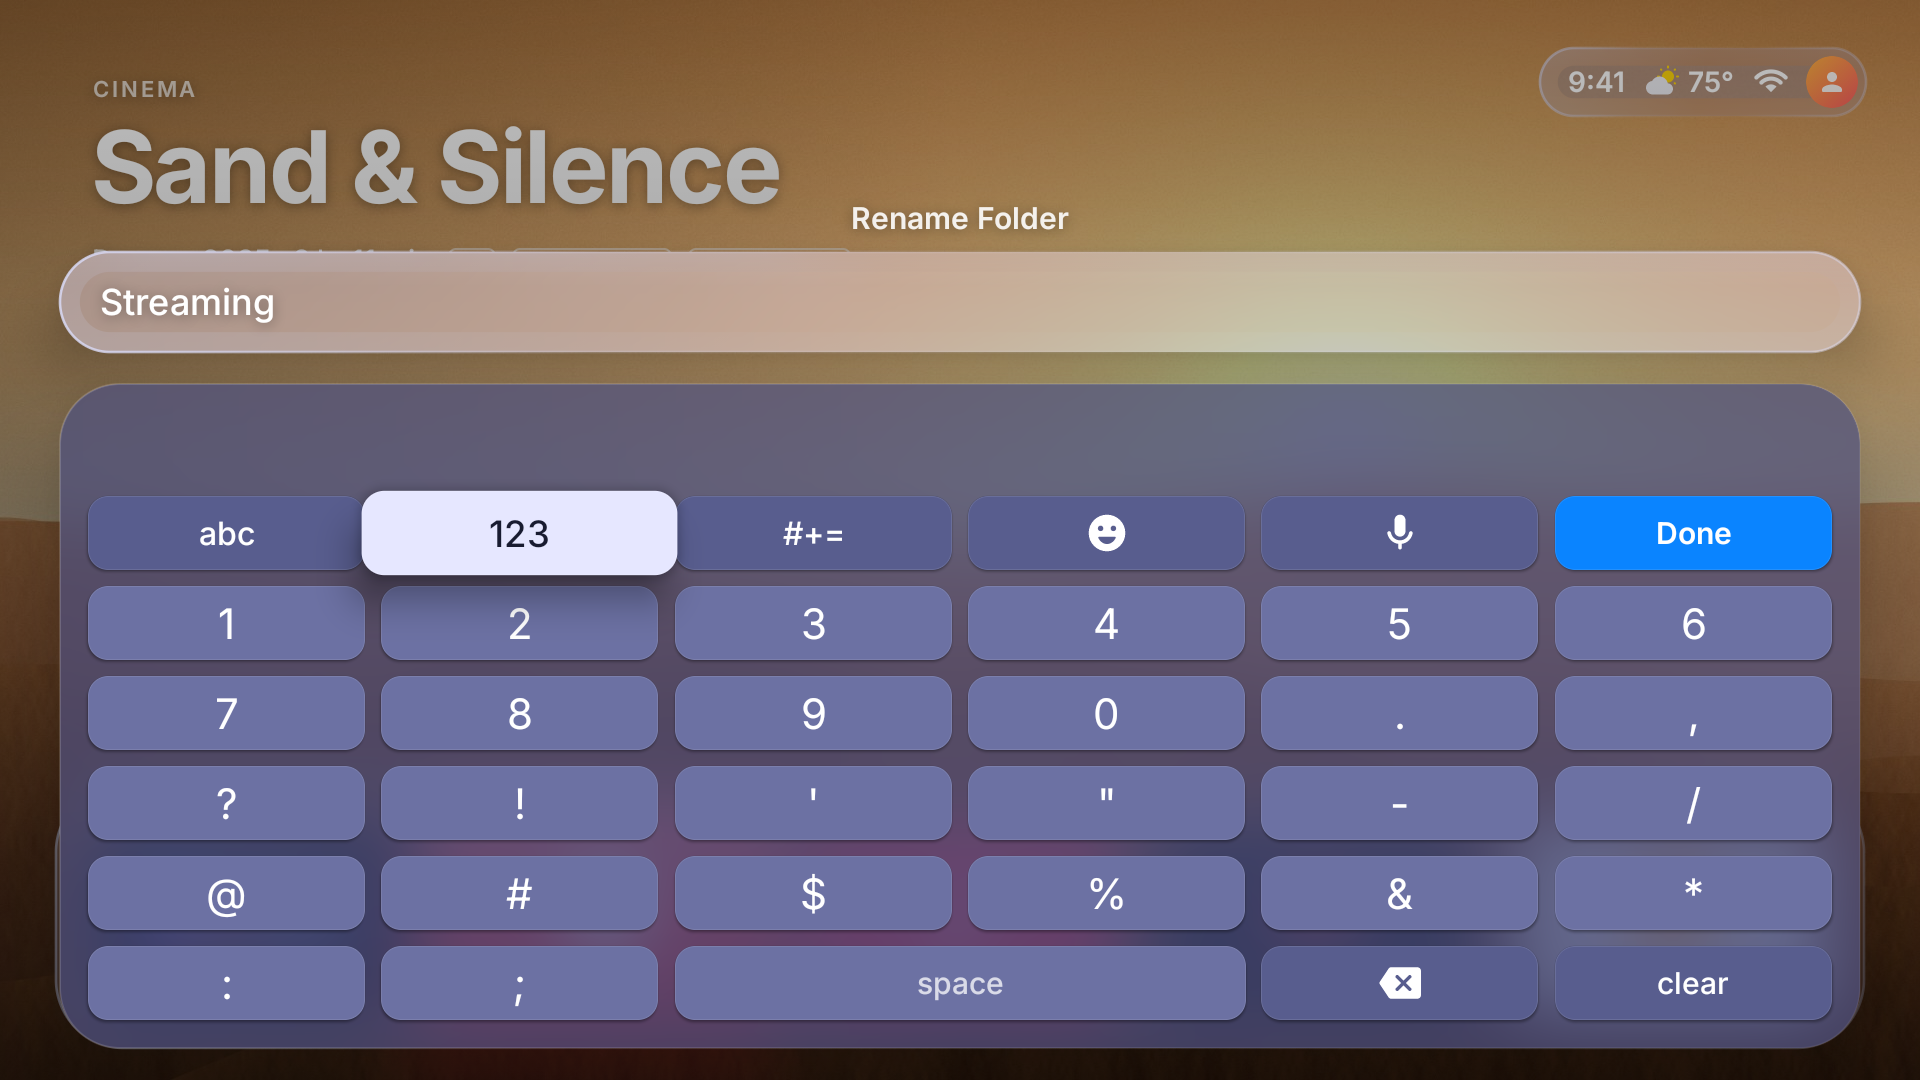 CINEMA
9:41 75°
Sand & Silence
Rename Folder
Streaming
abc 123 #+= Done
1 2 3 4 5 6
7 8 9 0 . ,
? ! ' " - /
@ # $ % & *
: ; space clear